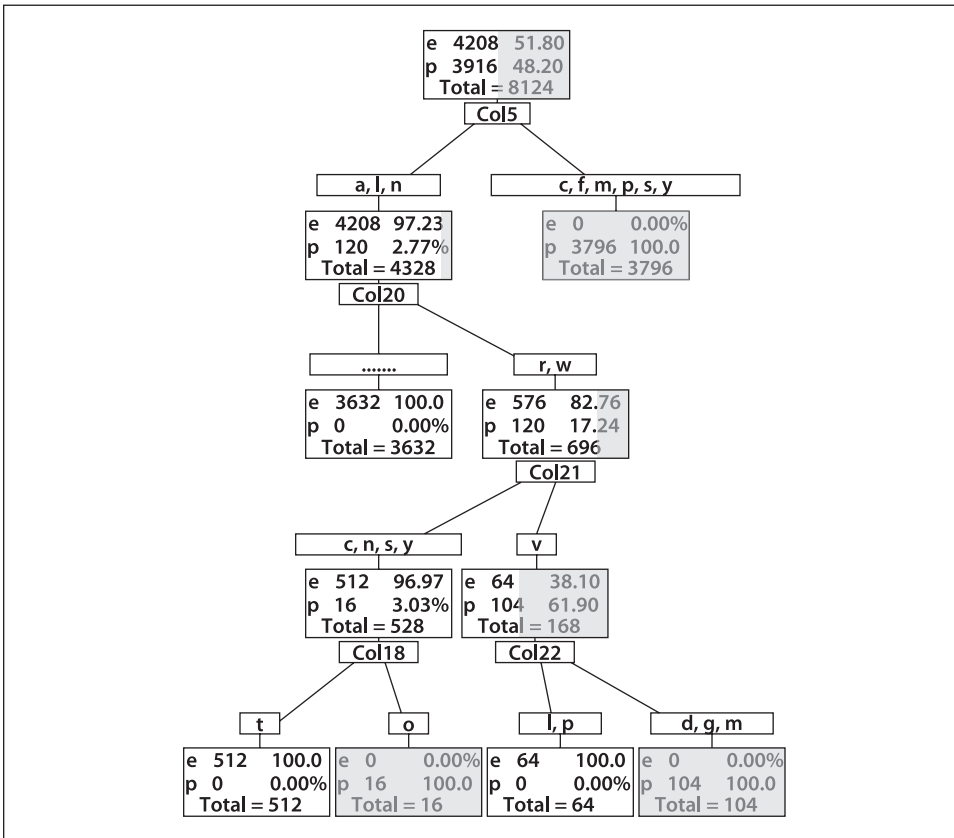 e 4208 51.80
p 3916 48.20
Total = 8124
Col5
a, l, n
c, f, m, p, s, y
e 4208 97.23
p 120 2.77%
Total = 4328
e 0 0.00%
p 3796 100.0
Total = 3796
Col20
.......
r, w
e 3632 100.0
p 0 0.00%
Total = 3632
e 576 82.76
p 120 17.24
Total = 696
Col21
c, n, s, y
v
e 512 96.97
p 16 3.03%
Total = 528
e 64 38.10
p 104 61.90
Total = 168
Col18
Col22
t
o
l, p
d, g, m
e 512 100.0
p 0 0.00%
Total = 512
e 0 0.00%
p 16 100.0
Total = 16
e 64 100.0
p 0 0.00%
Total = 64
e 0 0.00%
p 104 100.0
Total = 104